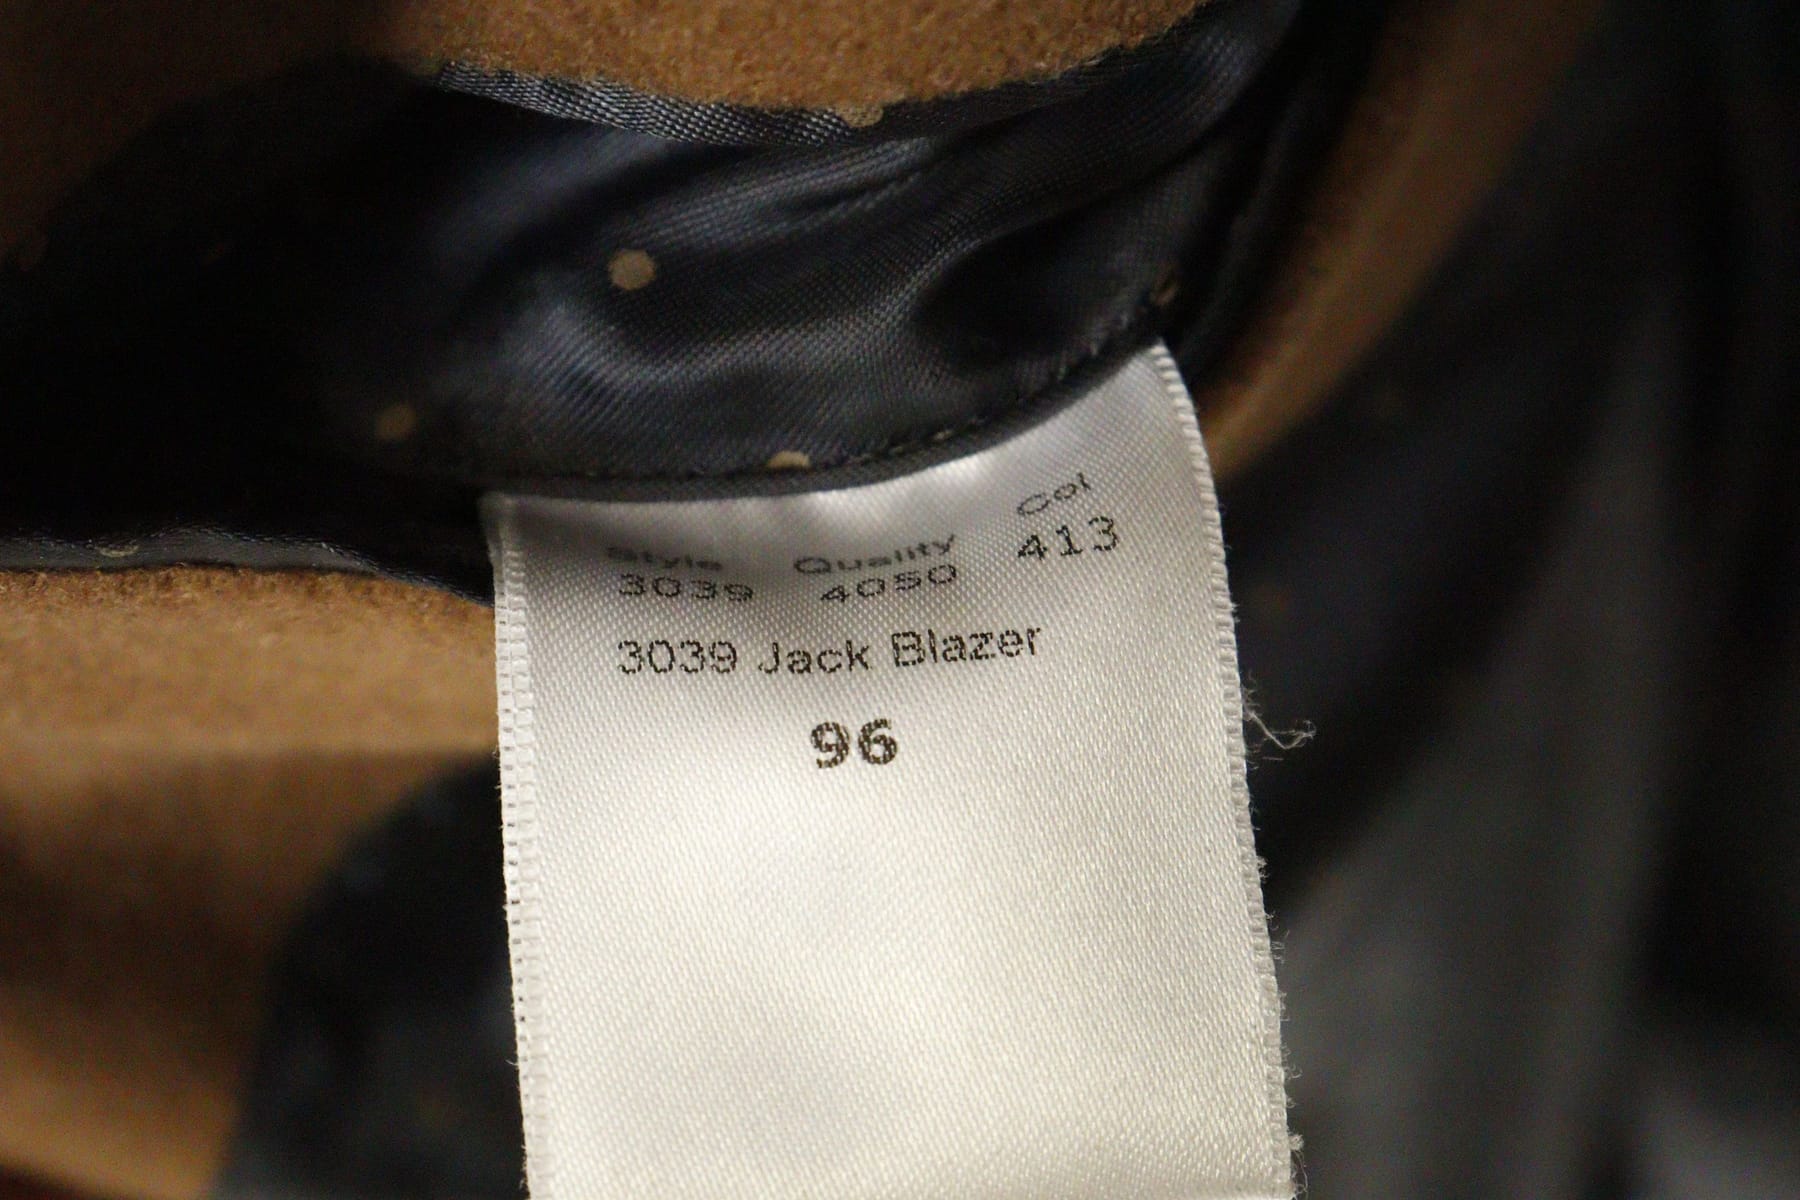 Style Quality Col
3039 4050 413
3039 Jack Blazer
96